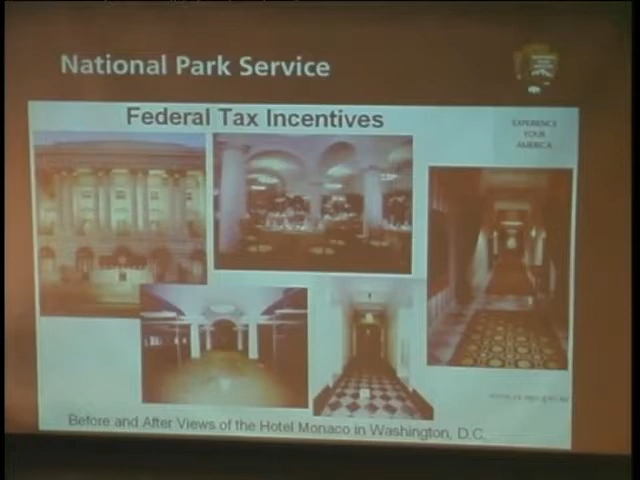 National Park Service
Federal Tax Incentives
EXPERIENCE
YOUR
AMERICA
Before and After Views of the Hotel Monaco in Washington, D.C.